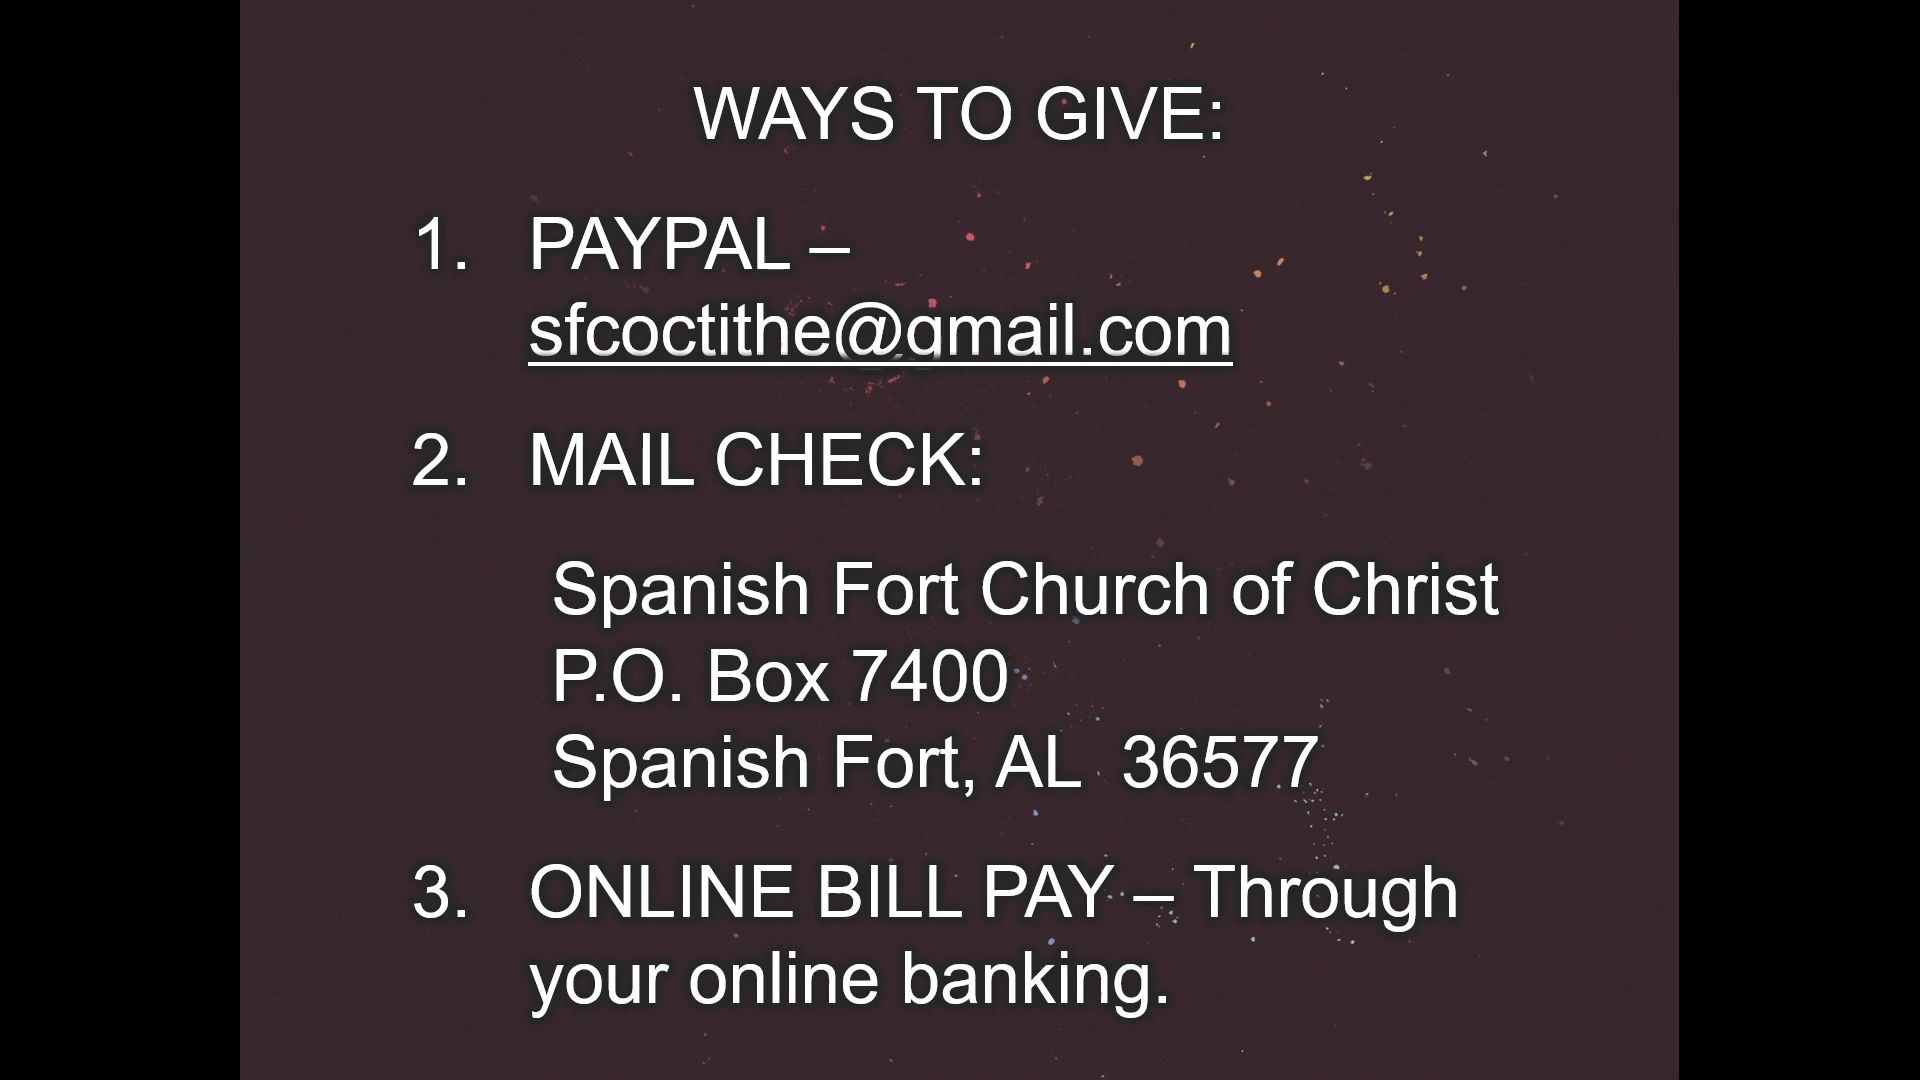 WAYS TO GIVE:
1. PAYPAL –
sfcoctithe@gmail.com
2. MAIL CHECK:
Spanish Fort Church of Christ
P.O. Box 7400
Spanish Fort, AL  36577
3. ONLINE BILL PAY – Through
your online banking.